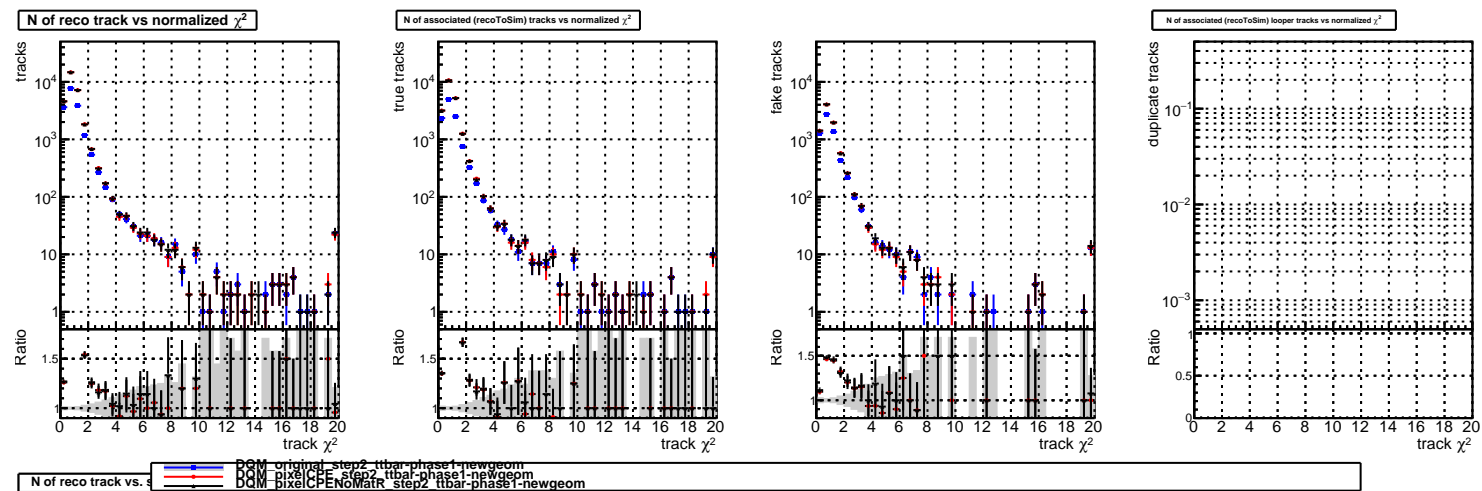 N of reco track vs normalized χ²
N of associated (recoToSim) tracks vs normalized χ²
N of associated (recoToSim) looper tracks vs normalized χ²
tracks
10⁴
10³
10²
10
1
Ratio
1.5
1
0 2 4 6 8 10 12 14 16 18 20
track χ²
true tracks
10⁴
10³
10²
10
1
Ratio
1.5
1
0 2 4 6 8 10 12 14 16 18 20
track χ²
fake tracks
10⁴
10³
10²
10
1
Ratio
1.5
1
0 2 4 6 8 10 12 14 16 18 20
track χ²
duplicate tracks
10⁻¹
10⁻²
10⁻³
Ratio
1
0.5
0
0 2 4 6 8 10 12 14 16 18 20
track χ²
N of reco track vs.
DQM_original_step2_ttbar-phase1-newgeom
DQM_pixelCPE_step2_ttbar-phase1-newgeom
DQM_pixelCPENoMatR_step2_ttbar-phase1-newgeom